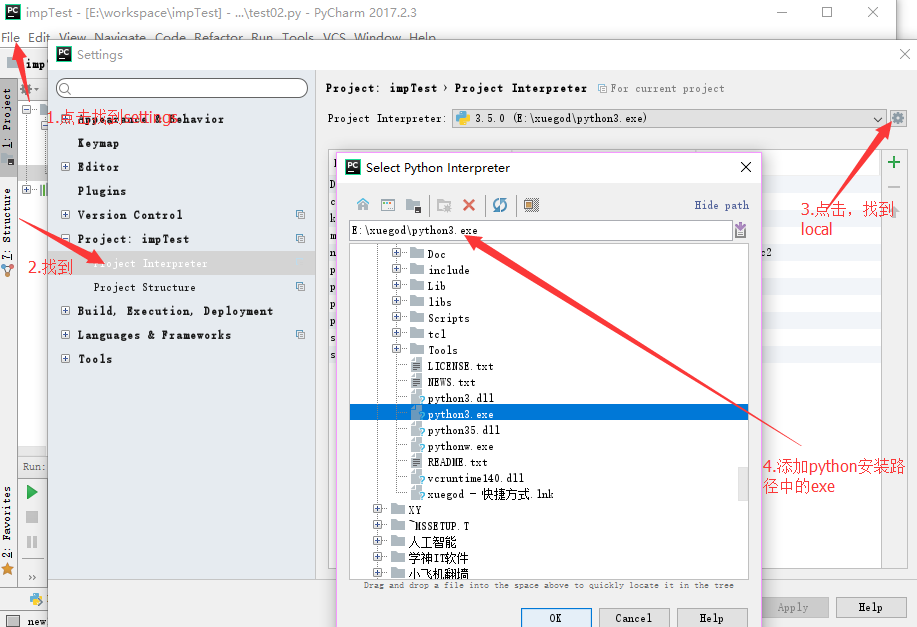 impTest - [E:\workspace\impTest] - ...\test02.py - PyCharm 2017.2.3
File Edit View Navigate Code Refactor Run Tools VCS Window Help
Settings
1: Project
7: Structure
2: Favorites
Run:
new
1.点击找到settings
Appearance & Behavior
Keymap
Editor
Plugins
Version Control
Project: impTest
2.找到
Project Interpreter
Project Structure
Build, Execution, Deployment
Languages & Frameworks
Tools
Project: impTest › Project Interpreter
For current project
Project Interpreter:
3.5.0 (E:\xuegod\python3.exe)
3.点击，找到
local
Select Python Interpreter
Hide path
E:\xuegod\python3.exe
Doc
include
Lib
libs
Scripts
tcl
Tools
LICENSE.txt
NEWS.txt
python3.dll
python3.exe
python35.dll
pythonw.exe
README.txt
vcruntime140.dll
xuegod - 快捷方式.lnk
XY
~MSSETUP.T
人工智能
学神IT软件
小飞机翻墙
Drag and drop a file into the space above to quickly locate it in the tree
OK
Cancel
Help
4.添加python安装路
径中的exe
Apply
Help